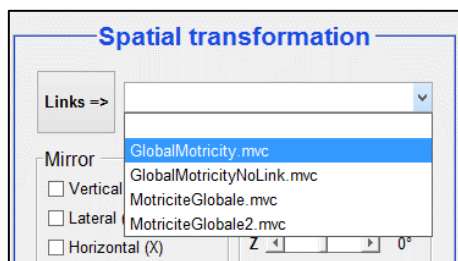 Spatial transformation
Links =>
GlobalMotricity.mvc
GlobalMotricityNoLink.mvc
MotriciteGlobale.mvc
MotriciteGlobale2.mvc
Mirror
Vertical
Lateral
Horizontal (X)
Z
0°